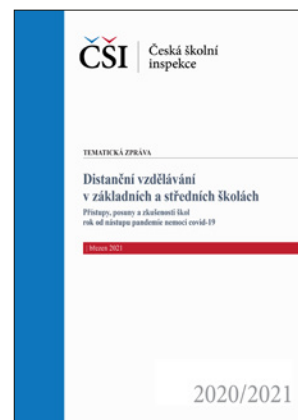 ČŠI
Česká školní
inspekce
TEMATICKÁ ZPRÁVA
Distanční vzdělávání
v základních a středních školách
Přístupy, posuny a zkušenosti škol
rok od nástupu pandemie nemoci covid-19
| březen 2021
2020/2021